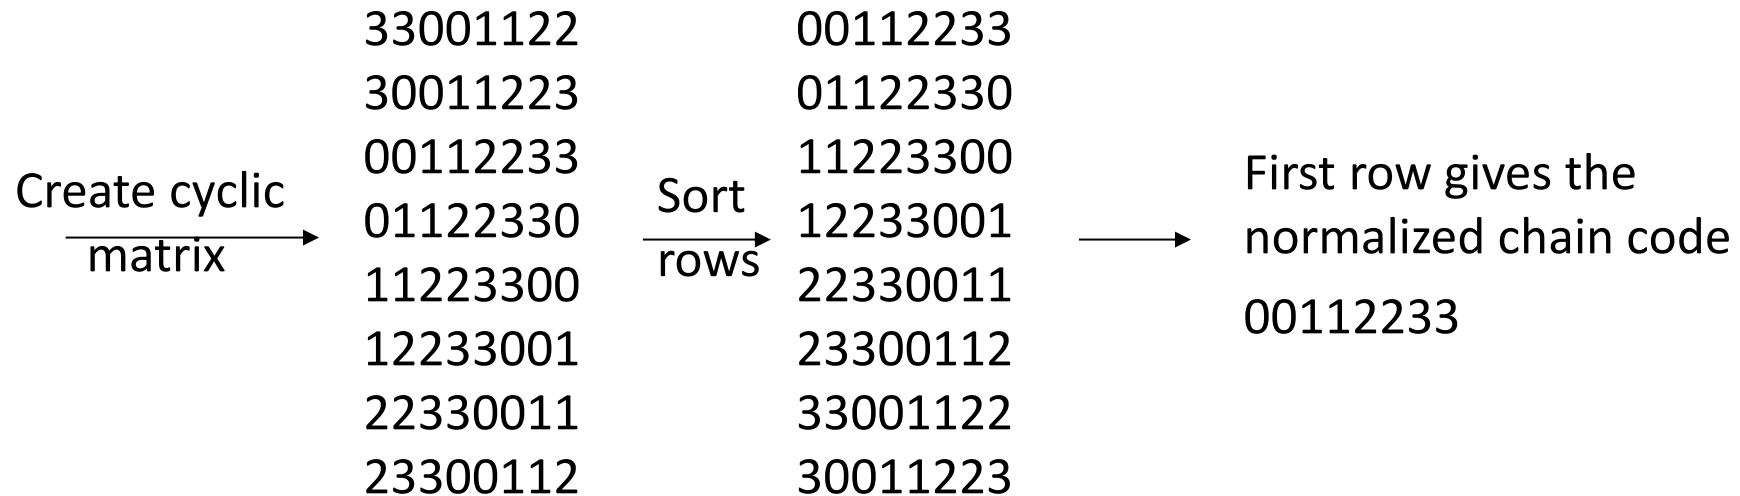 Create cyclic
matrix
33001122
30011223
00112233
01122330
11223300
12233001
22330011
23300112
Sort
rows
00112233
01122330
11223300
12233001
22330011
23300112
33001122
30011223
First row gives the
normalized chain code
00112233